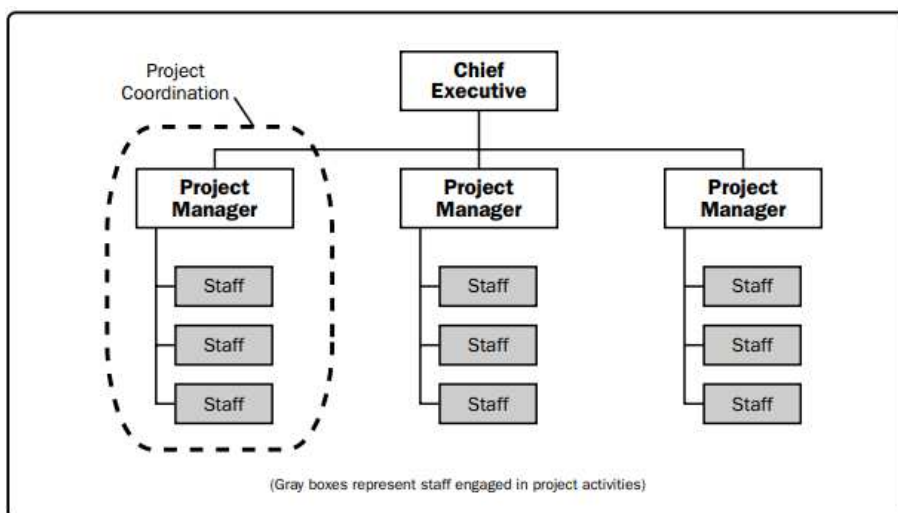 Project
Coordination
Chief
Executive
Project
Manager
Project
Manager
Project
Manager
Staff
Staff
Staff
Staff
Staff
Staff
Staff
Staff
Staff
(Gray boxes represent staff engaged in project activities)